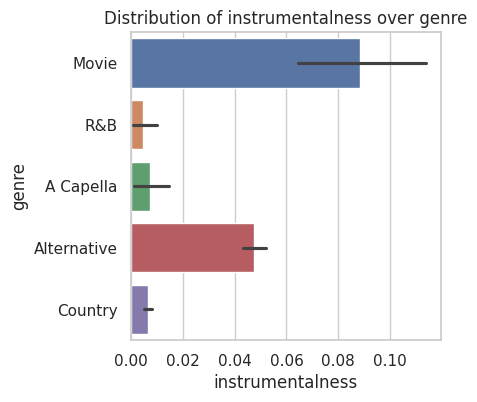 Distribution of instrumentalness over genre
Movie
R&B
A Capella
Alternative
Country
genre
0.00 0.02 0.04 0.06 0.08 0.10
instrumentalness